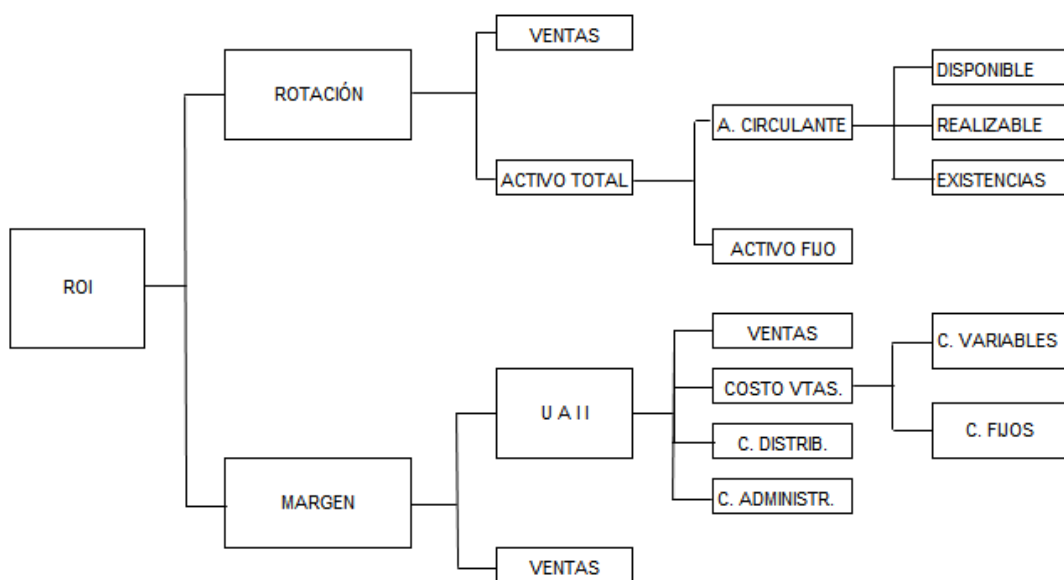 VENTAS
ROTACIÓN
DISPONIBLE
A. CIRCULANTE
REALIZABLE
ACTIVO TOTAL
EXISTENCIAS
ACTIVO FIJO
ROI
VENTAS
C. VARIABLES
COSTO VTAS.
U A I I
C. DISTRIB.
C. FIJOS
MARGEN
C. ADMINISTR.
VENTAS